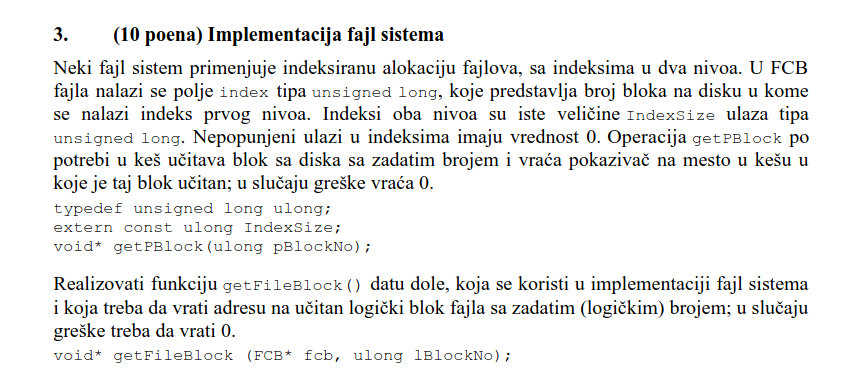 3. (10 poena) Implementacija fajl sistema
Neki fajl sistem primenjuje indeksiranu alokaciju fajlova, sa indeksima u dva nivoa. U FCB
fajla nalazi se polje index tipa unsigned long, koje predstavlja broj bloka na disku u kome
se nalazi indeks prvog nivoa. Indeksi oba nivoa su iste veličine IndexSize ulaza tipa
unsigned long. Nepopunjeni ulazi u indeksima imaju vrednost 0. Operacija getPBlock po
potrebi u keš učitava blok sa diska sa zadatim brojem i vraća pokazivač na mesto u kešu u
koje je taj blok učitan; u slučaju greške vraća 0.
typedef unsigned long ulong;
extern const ulong IndexSize;
void* getPBlock(ulong pBlockNo);
Realizovati funkciju getFileBlock() datu dole, koja se koristi u implementaciji fajl sistema
i koja treba da vrati adresu na učitan logički blok fajla sa zadatim (logičkim) brojem; u slučaju
greške treba da vrati 0.
void* getFileBlock (FCB* fcb, ulong lBlockNo);